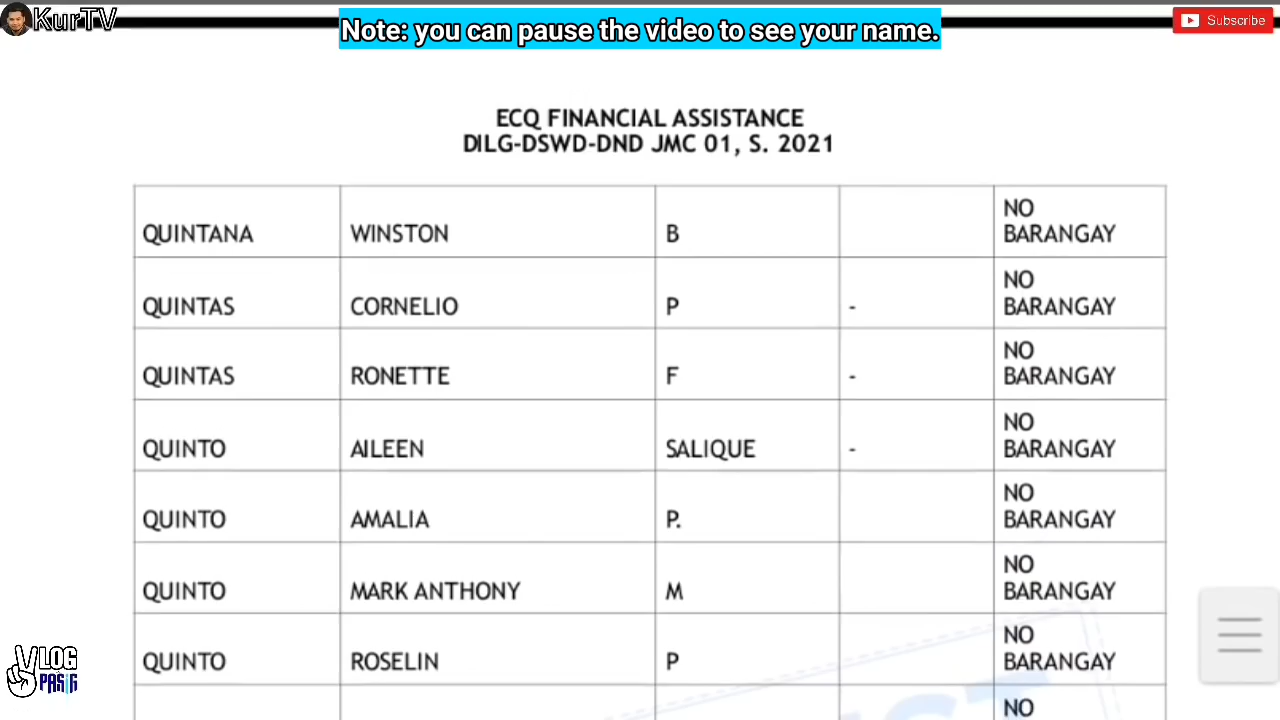 KurTV
Note: you can pause the video to see your name.
Subscribe
ECQ FINANCIAL ASSISTANCE
DILG-DSWD-DND JMC 01, S. 2021
QUINTANA WINSTON B NO BARANGAY
QUINTAS CORNELIO P - NO BARANGAY
QUINTAS RONETTE F - NO BARANGAY
QUINTO AILEEN SALIQUE - NO BARANGAY
QUINTO AMALIA P. NO BARANGAY
QUINTO MARK ANTHONY M NO BARANGAY
QUINTO ROSELIN P NO BARANGAY
NO
VLOG
PASIG